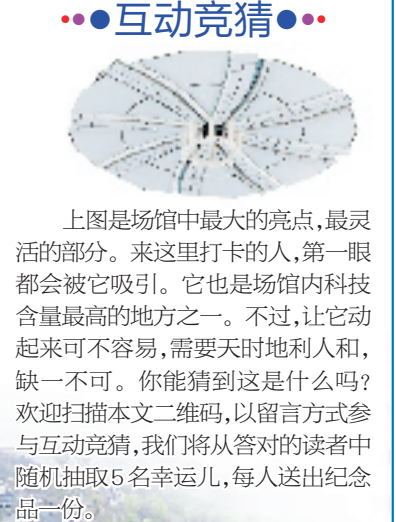 互动竞猜
上图是场馆中最大的亮点,最灵
活的部分。来这里打卡的人,第一眼
都会被它吸引。它也是场馆内科技
含量最高的地方之一。不过,让它动
起来可不容易,需要天时地利人和,
缺一不可。你能猜到这是什么吗?
欢迎扫描本文二维码,以留言方式参
与互动竞猜,我们将从答对的读者中
随机抽取5名幸运儿,每人送出纪念
品一份。